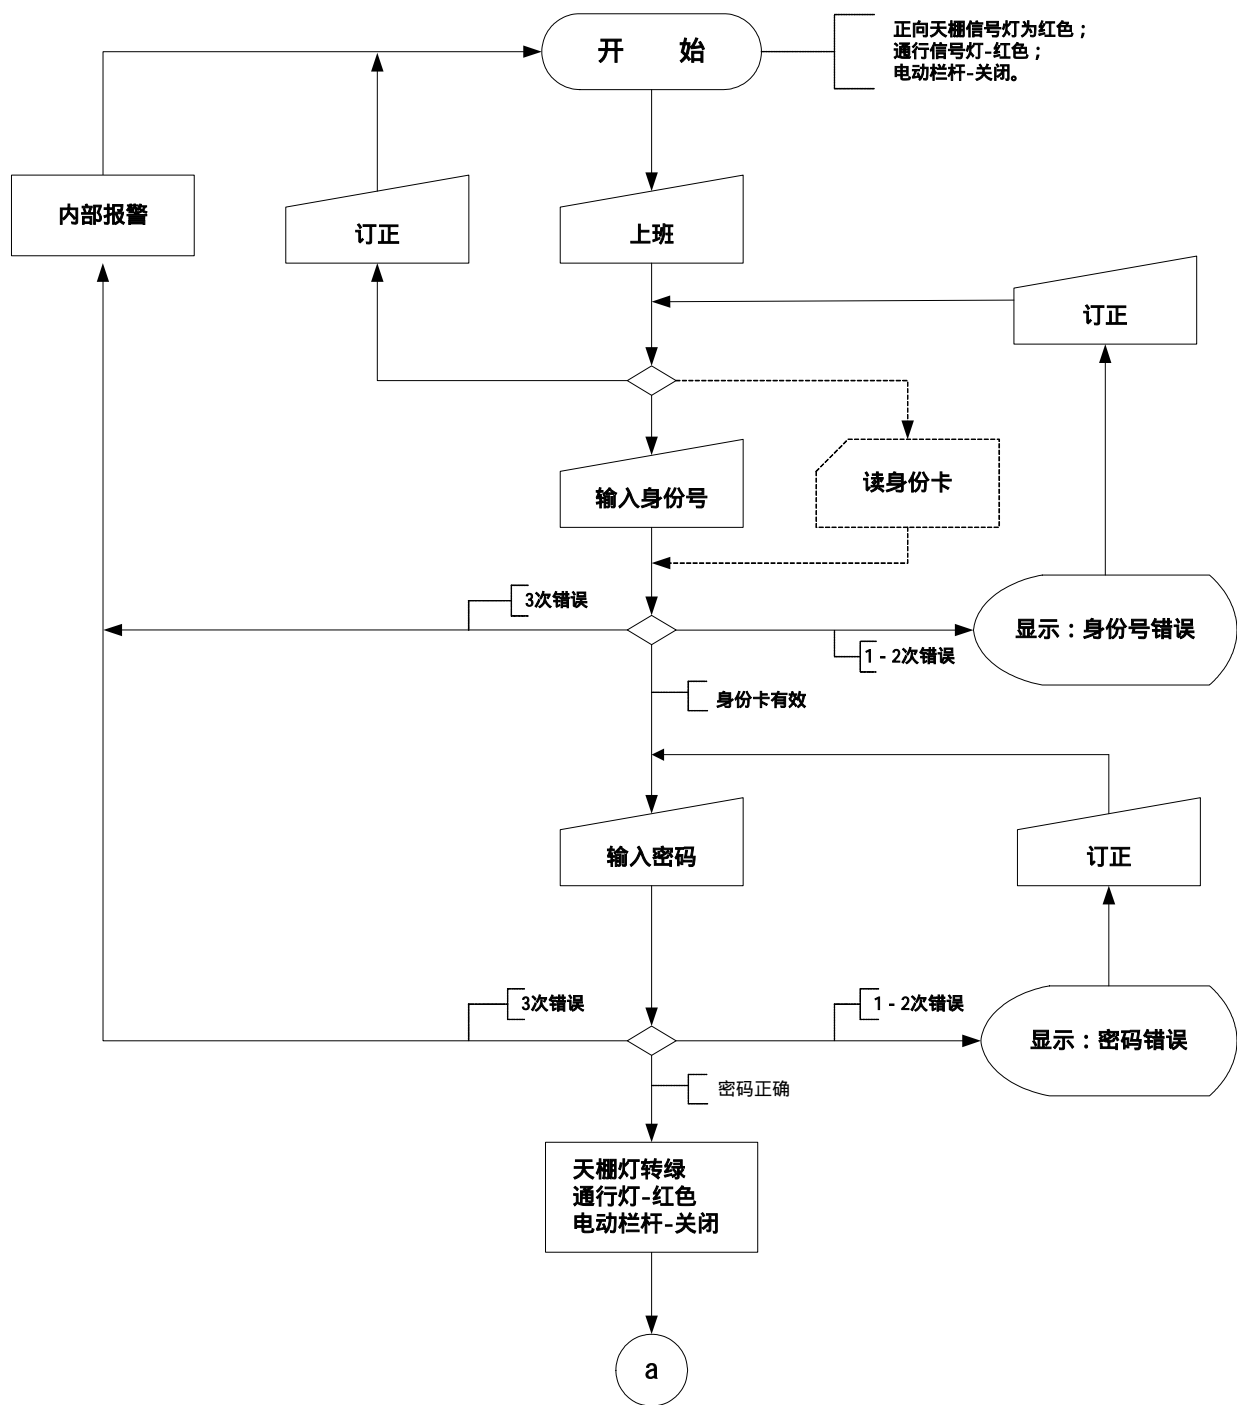 开 始
正向天棚信号灯为红色；
通行信号灯-红色；
电动栏杆-关闭。
内部报警
订正
上班
订正
输入身份号
读身份卡
3次错误
显示：身份号错误
1-2次错误
身份卡有效
输入密码
订正
3次错误
1-2次错误
显示：密码错误
密码正确
天棚灯转绿
通行灯-红色
电动栏杆-关闭
a